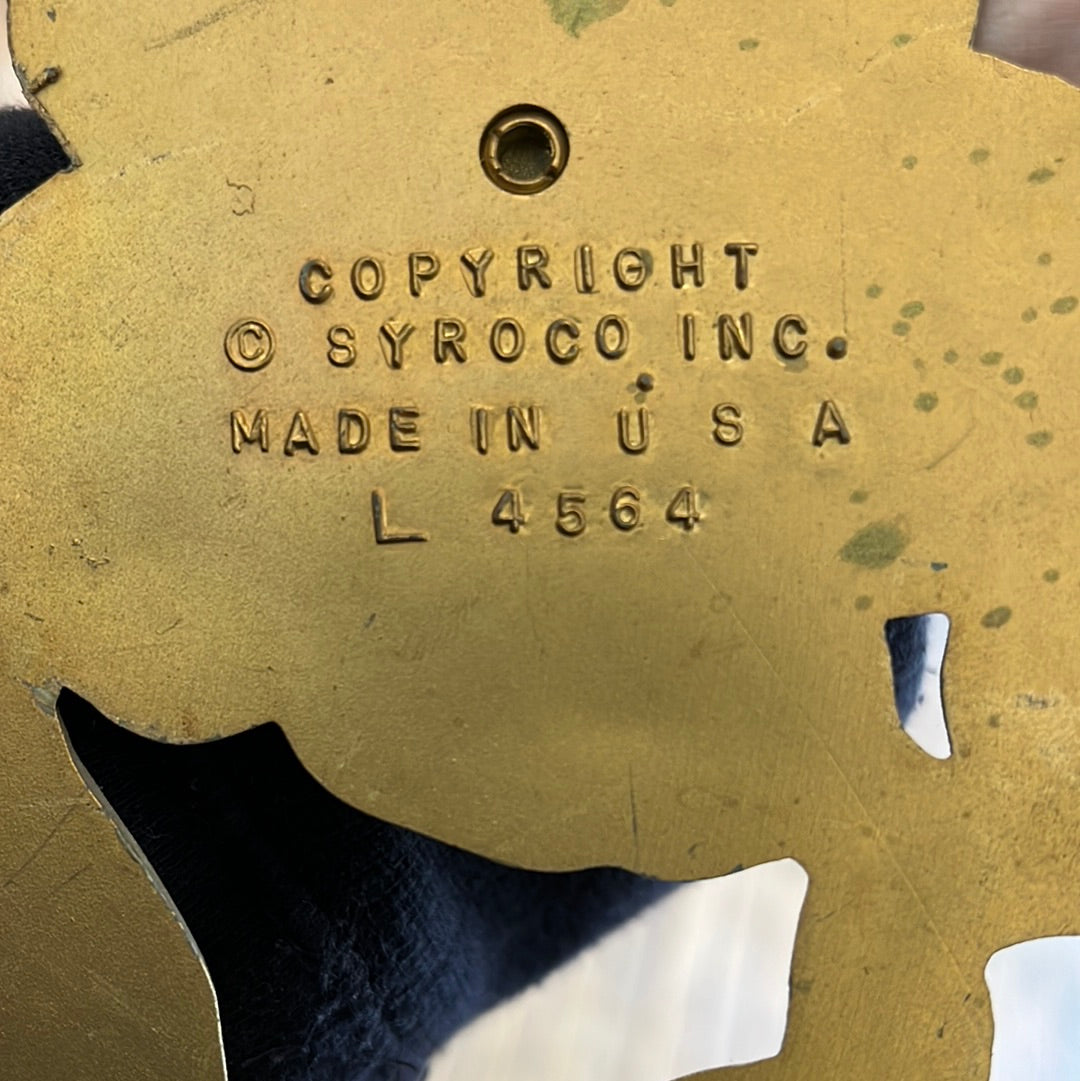 COPYRIGHT
© SYROCO INC.
MADE IN U S A
L 4564